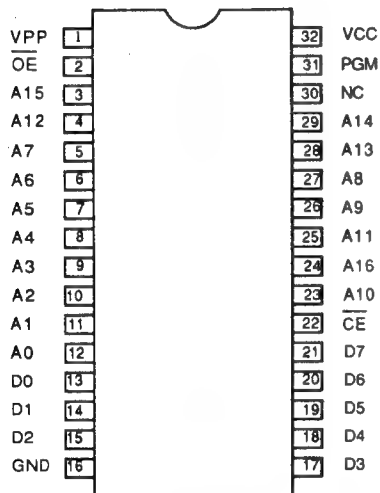 VPP 1 32 VCC
OE 2 31 PGM
A15 3 30 NC
A12 4 29 A14
A7 5 28 A13
A6 6 27 A8
A5 7 26 A9
A4 8 25 A11
A3 9 24 A16
A2 10 23 A10
A1 11 22 CE
A0 12 21 D7
D0 13 20 D6
D1 14 19 D5
D2 15 18 D4
GND 16 17 D3